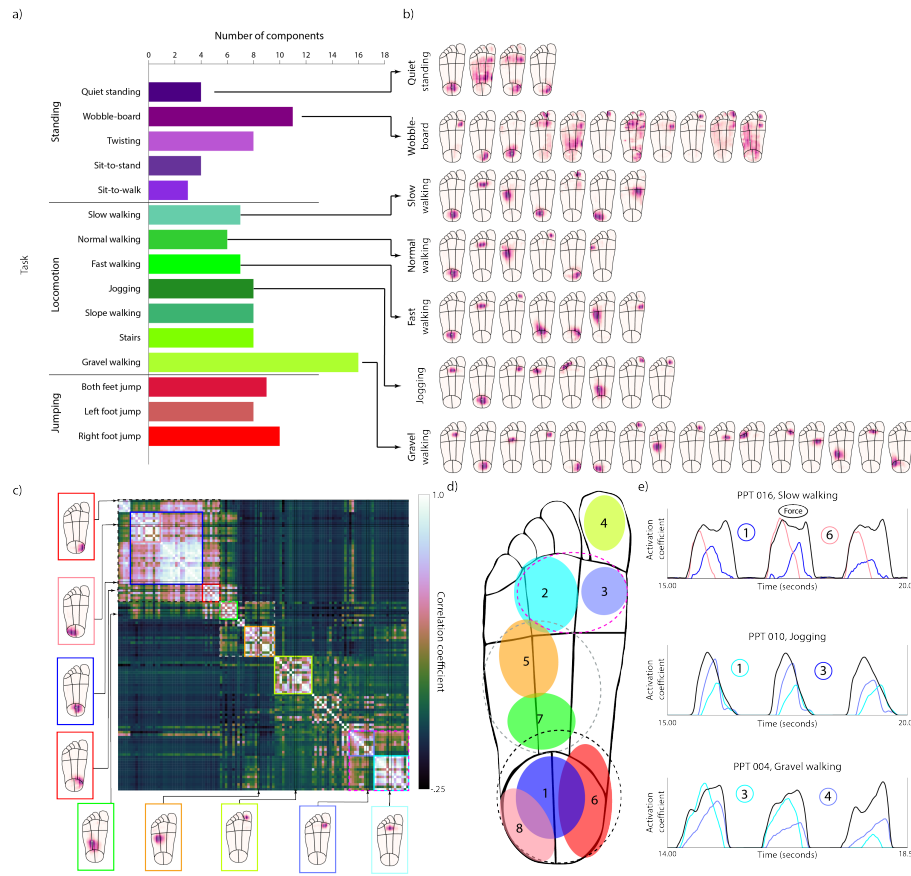 a)
Number of components
0 2 4 6 8 10 12 14 16 18
Task
Standing
Quiet standing
Wobble-board
Twisting
Sit-to-stand
Sit-to-walk
Locomotion
Slow walking
Normal walking
Fast walking
Jogging
Slope walking
Stairs
Gravel walking
Jumping
Both feet jump
Left foot jump
Right foot jump
b)
Quiet
standing
Wobble-
board
Slow
walking
Normal
walking
Fast
walking
Jogging
Gravel
walking
c)
1.0
Correlation coefficient
-.25
d)
4
2
3
5
7
1
6
8
e)
PPT 016, Slow walking
Force
1
6
Activation
coefficient
15.00
Time (seconds)
20.0
PPT 010, Jogging
1
3
Activation
coefficient
15.00
Time (seconds)
20.0
PPT 004, Gravel walking
3
4
Activation
coefficient
14.00
Time (seconds)
18.5